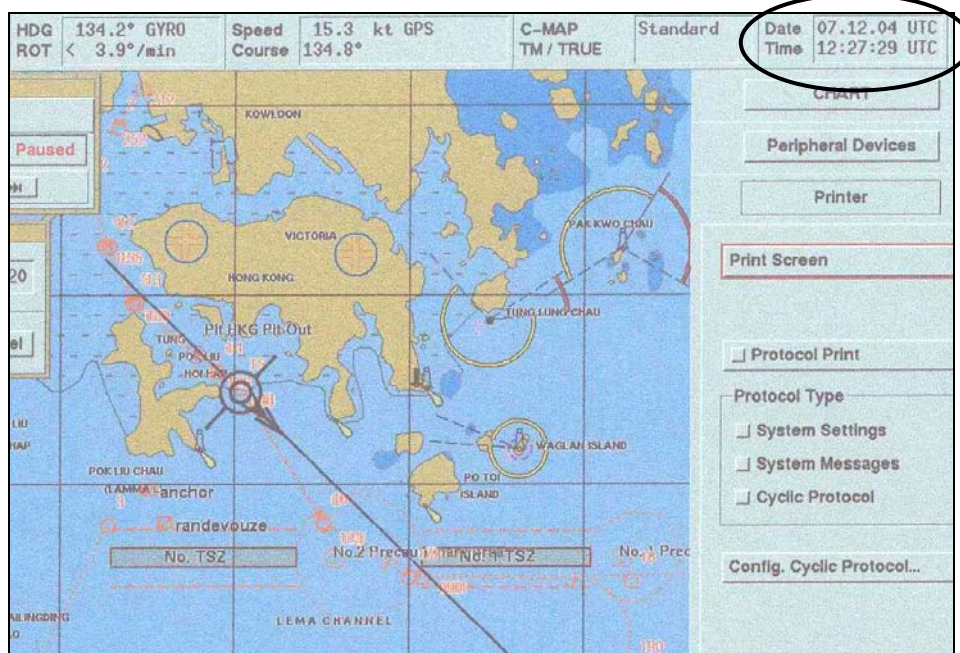 HDG 134.2° GYRO Speed 15.3 kt GPS C-MAP Standard Date 07.12.04 UTC
ROT < 3.9°/min Course 134.8° TM / TRUE Time 12:27:29 UTC
CHART
KOWLOON
Paused
Peripheral Devices
Printer
PAK KWO CHAU
VICTORIA
Print Screen
20
HONG KONG
TUNG LUNG CHAU
Plt HKG Plt Out
TUNG
Protocol Print
Protocol Type
LIU
System Settings
WAGLAN ISLAND
System Messages
POK LIU CHAU
PO TOI
ISLAND
(LAMMA)
anchor
Cyclic Protocol
randevouze
No. TSZ
No.2
No. 1 Prec
Config. Cyclic Protocol...
LEMA CHANNEL